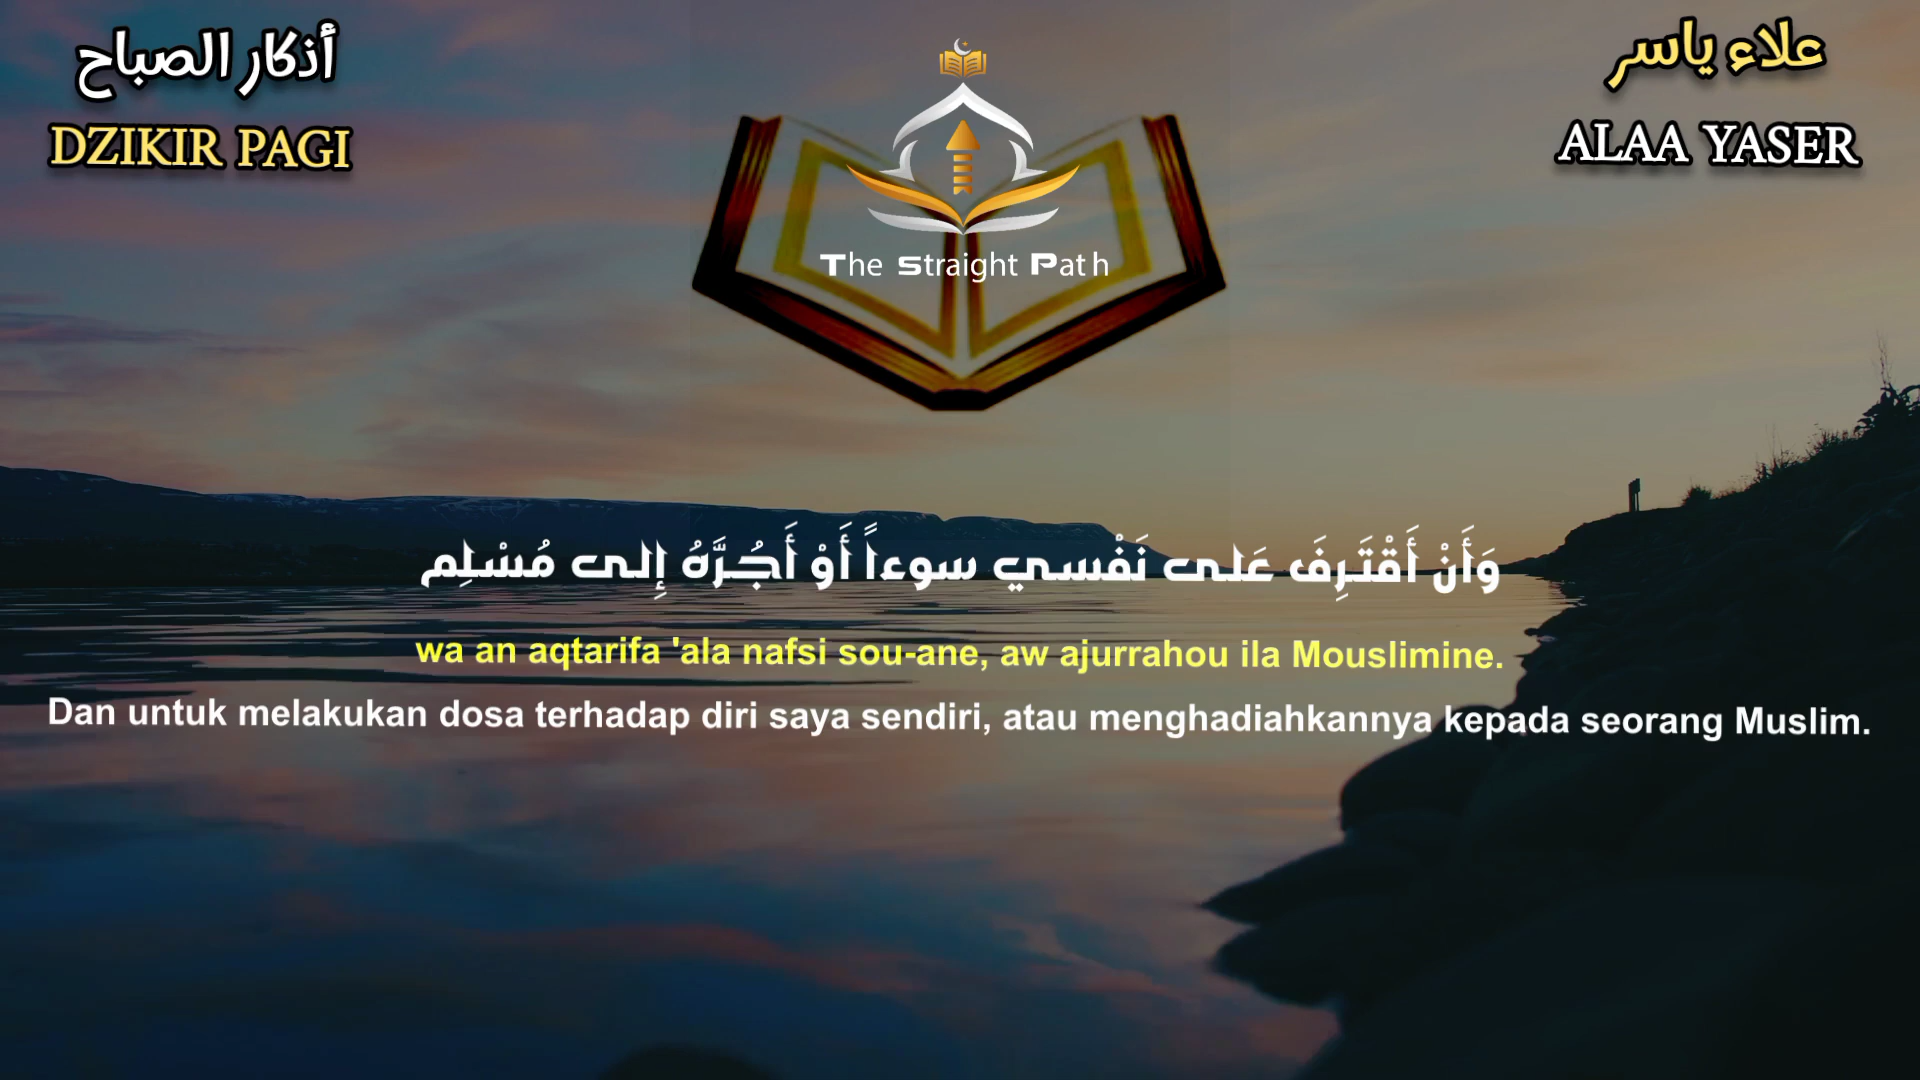 أذكار الصباح
DZIKIR PAGI
علاء ياسر
ALAA YASER
The Straight Path
وَأَنْ أَقْتَرِفَ عَلى نَفْسي سوءاً أَوْ أَجُرَّهُ إِلى مُسْلِم
wa an aqtarifa 'ala nafsi sou-ane, aw ajurrahou ila Mouslimine.
Dan untuk melakukan dosa terhadap diri saya sendiri, atau menghadiahkannya kepada seorang Muslim.